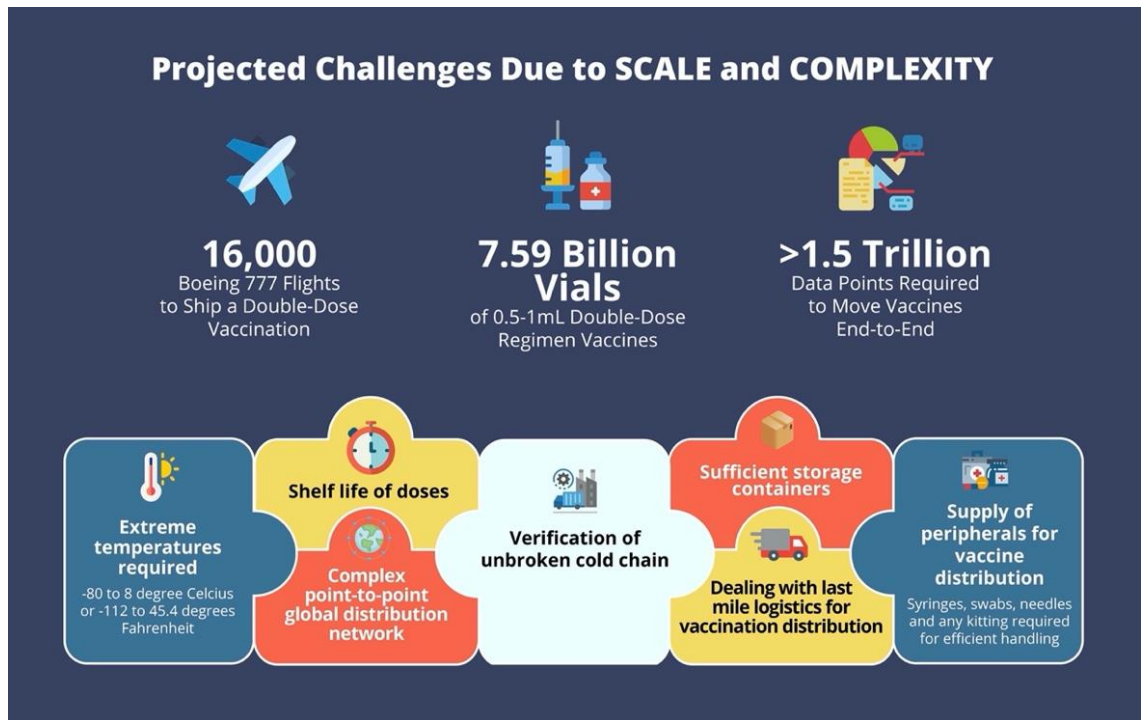 Projected Challenges Due to SCALE and COMPLEXITY
16,000
Boeing 777 Flights
to Ship a Double-Dose
Vaccination
7.59 Billion
Vials
of 0.5-1mL Double-Dose
Regimen Vaccines
>1.5 Trillion
Data Points Required
to Move Vaccines
End-to-End
Extreme
temperatures
required
-80 to 8 degree Celcius
or -112 to 45.4 degrees
Fahrenheit
Shelf life of doses
Complex
point-to-point
global distribution
network
Verification of
unbroken cold chain
Sufficient storage
containers
Dealing with last
mile logistics for
vaccination distribution
Supply of
peripherals for
vaccine
distribution
Syringes, swabs, needles
and any kitting required
for efficient handling